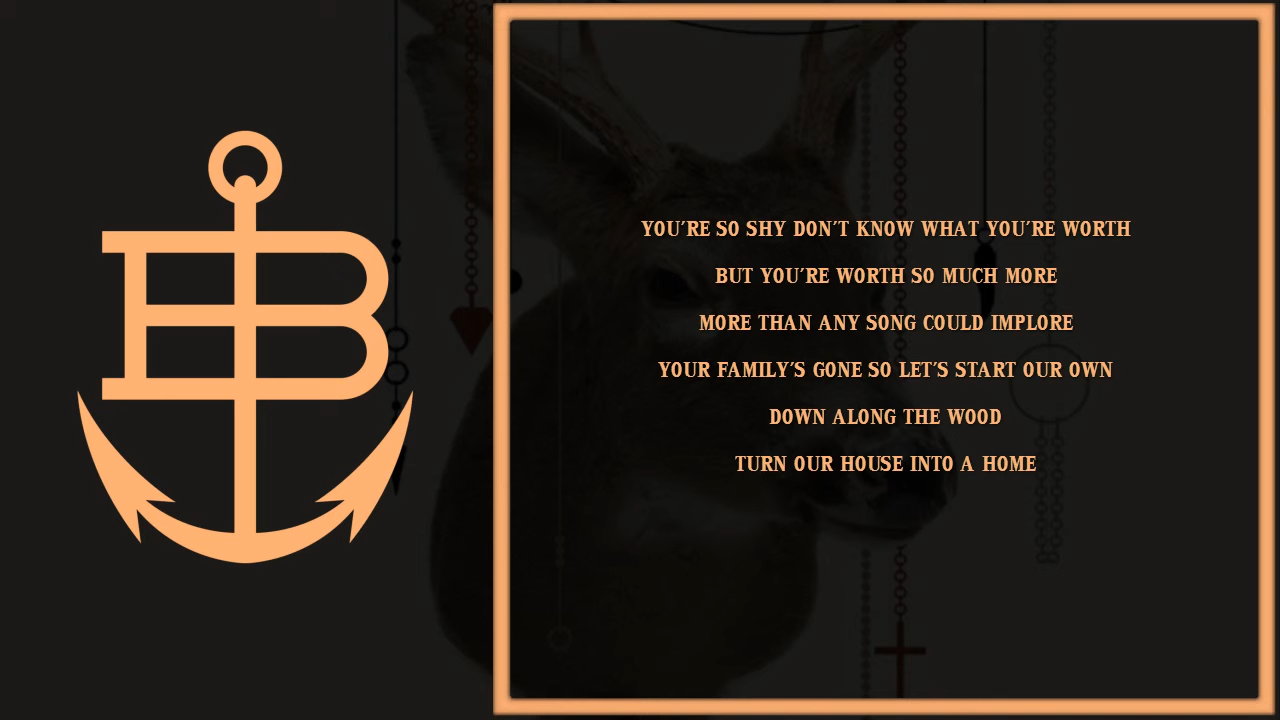 YOU'RE SO SHY DON'T KNOW WHAT YOU'RE WORTH
BUT YOU'RE WORTH SO MUCH MORE
MORE THAN ANY SONG COULD IMPLORE
YOUR FAMILY'S GONE SO LET'S START OUR OWN
DOWN ALONG THE WOOD
TURN OUR HOUSE INTO A HOME